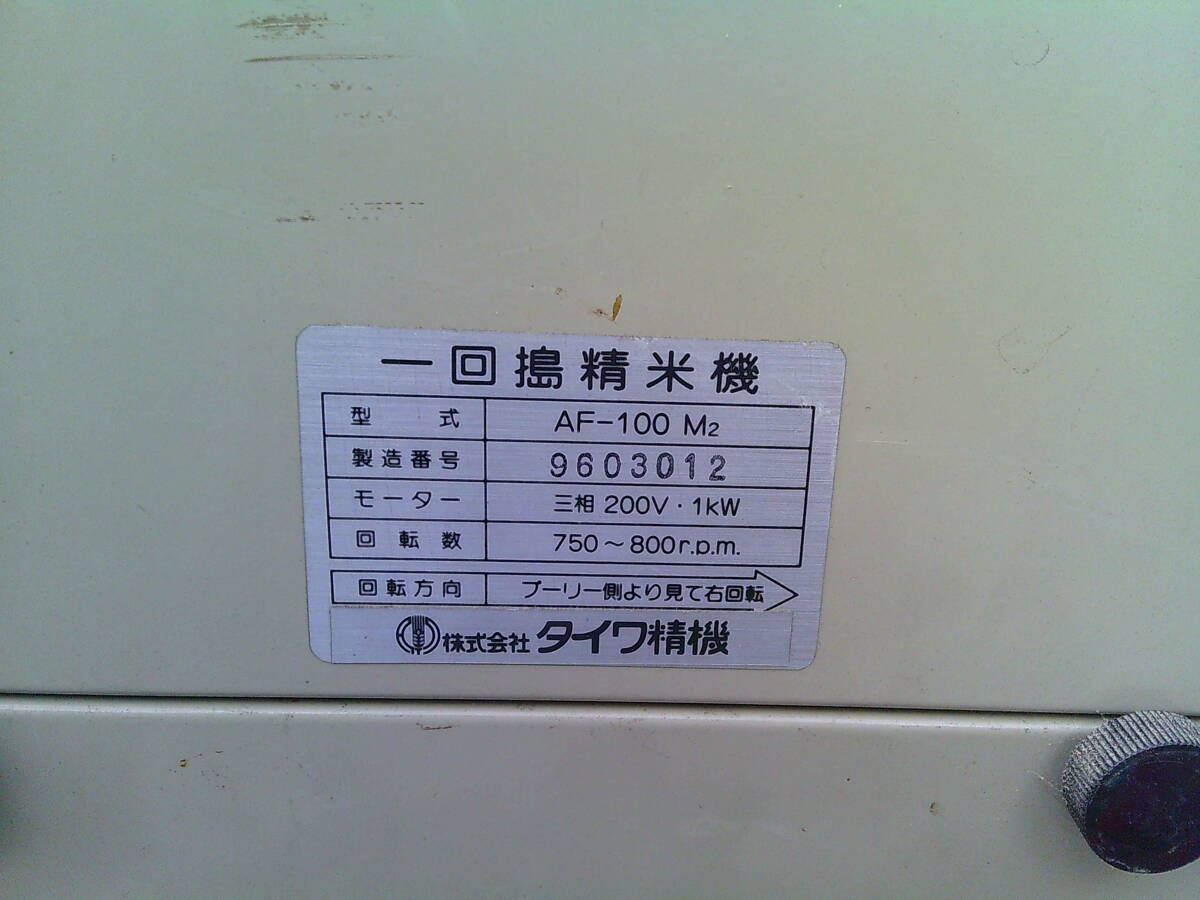 一回搗精米機
型式 AF-100 M2
製造番号 9603012
モーター 三相 200V・1kW
回転数 750～800r.p.m.
回転方向 プーリー側より見て右回転
株式会社 タイワ精機